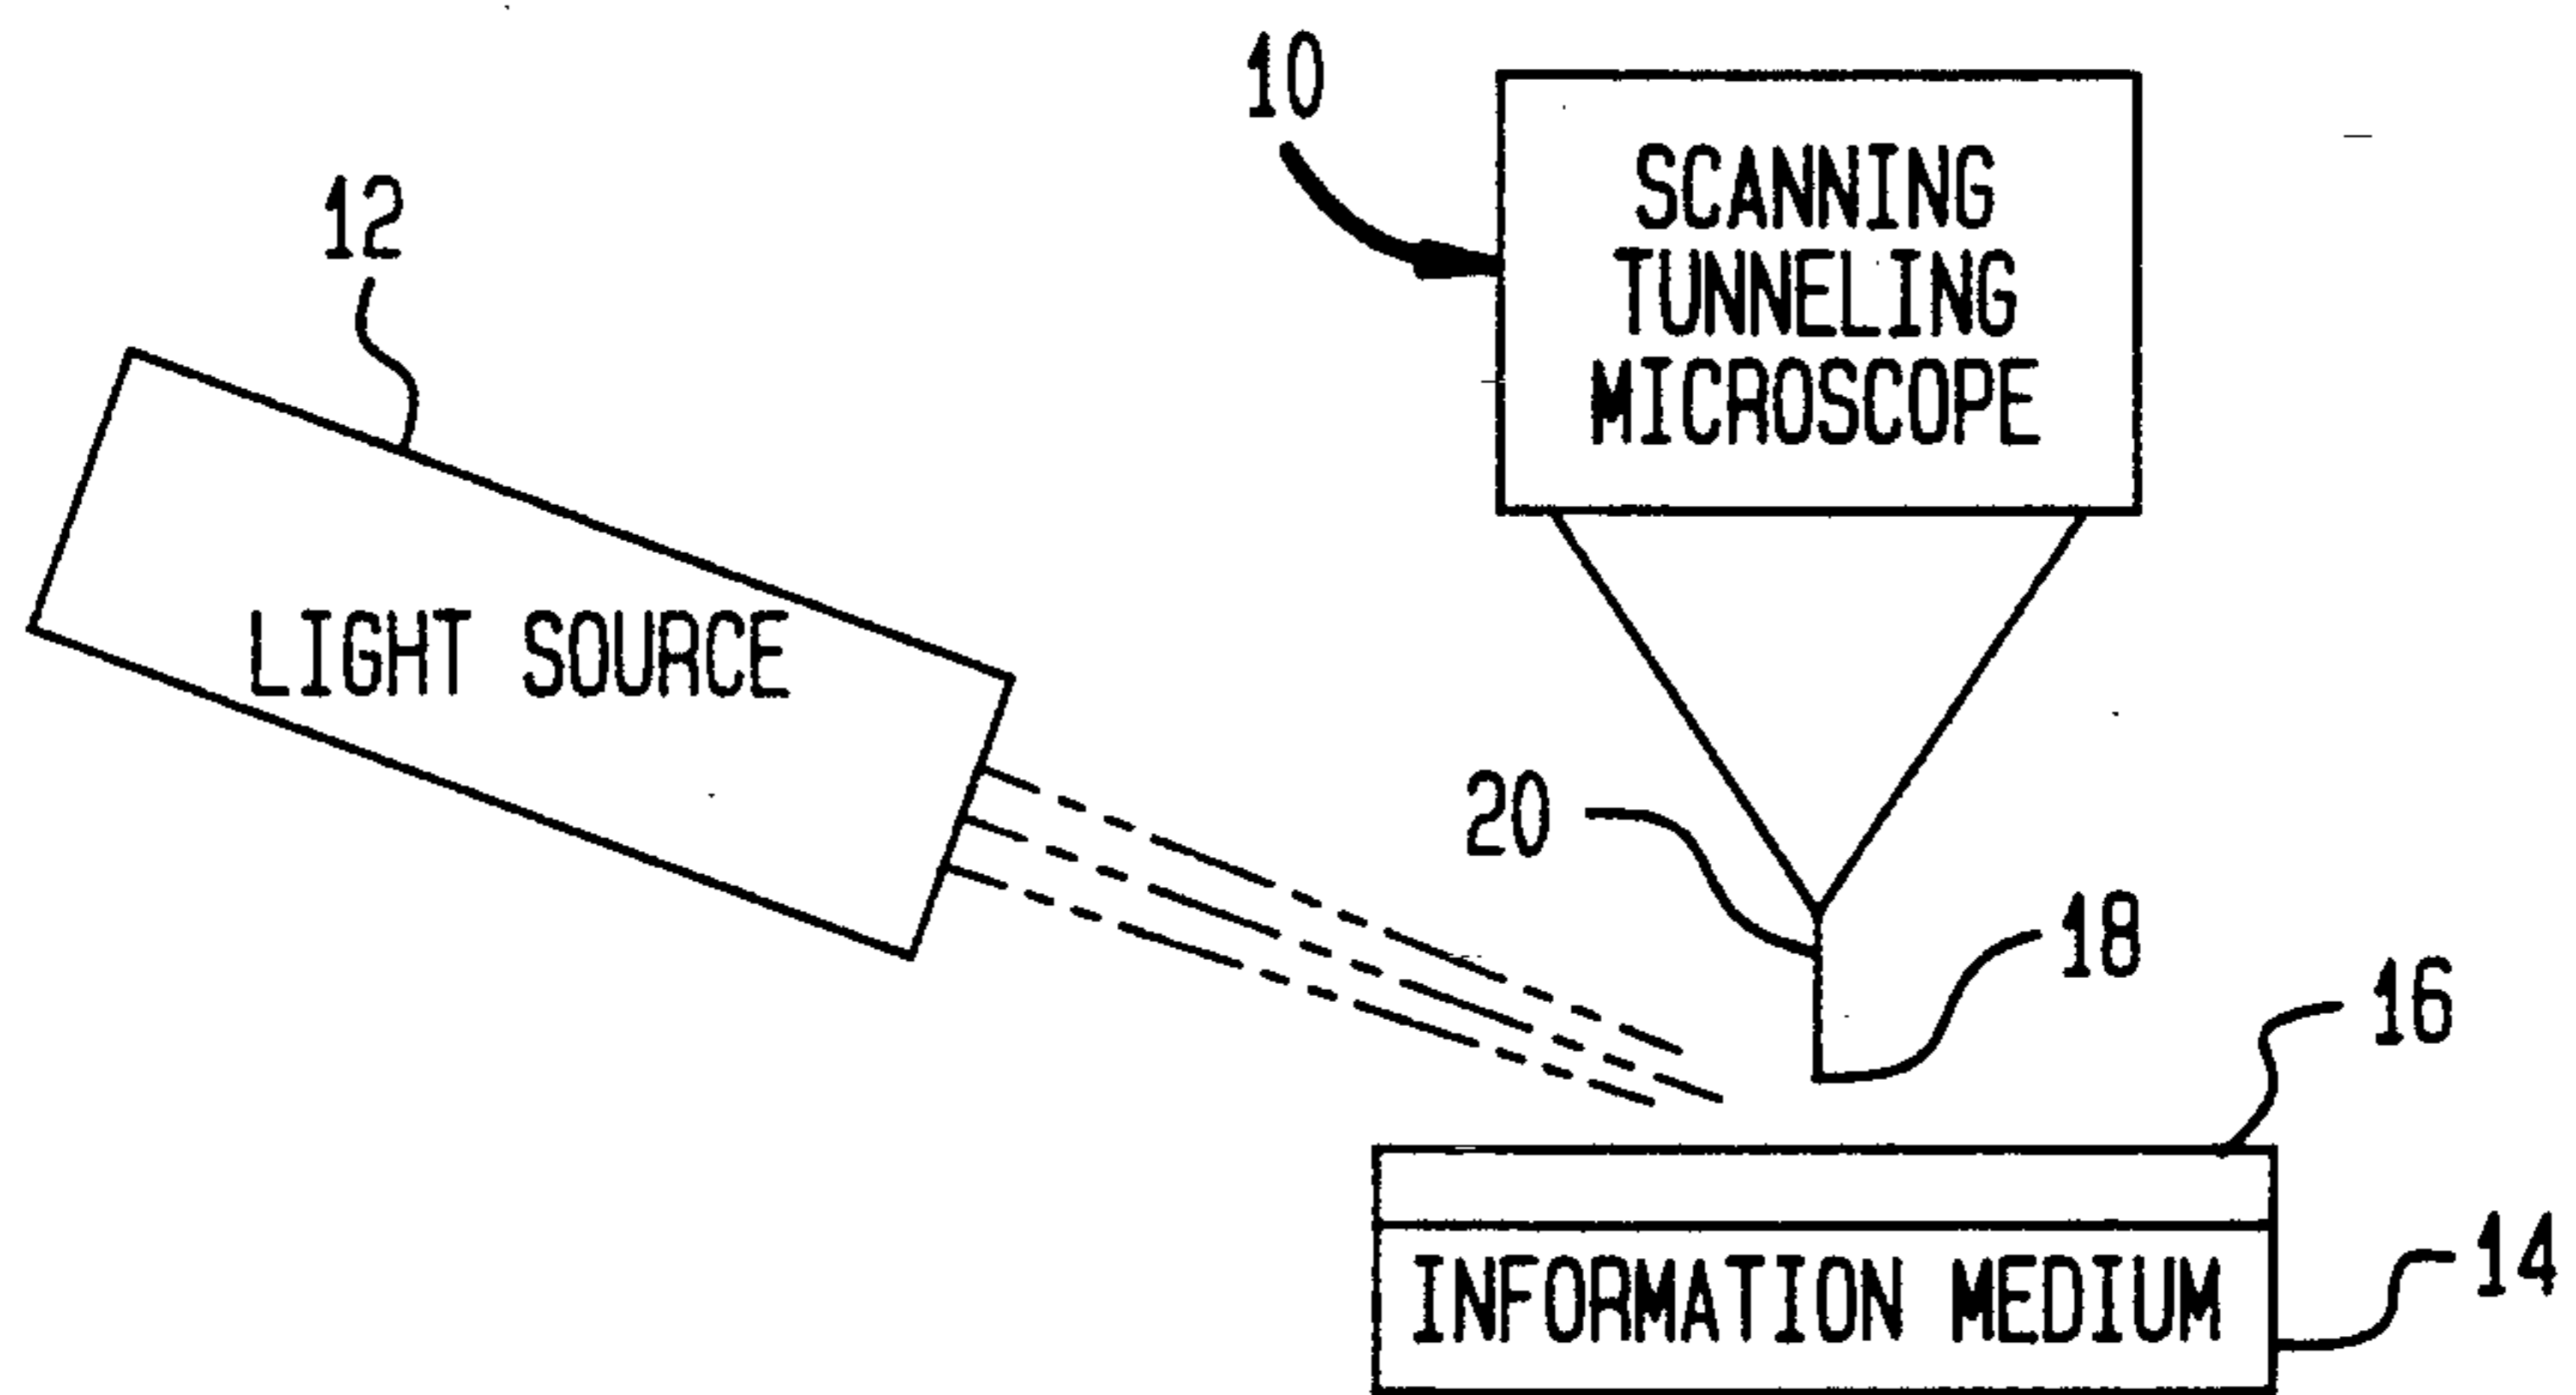 10
SCANNING
TUNNELING
MICROSCOPE
12
LIGHT SOURCE
20
18
16
INFORMATION MEDIUM
14